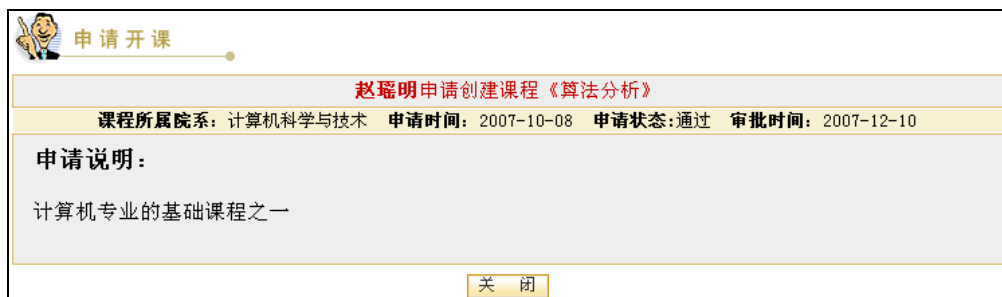 申请开课
赵瑶明申请创建课程《算法分析》
课程所属院系：计算机科学与技术 申请时间：2007-10-08 申请状态:通过 审批时间：2007-12-10
申请说明：
计算机专业的基础课程之一
关 闭